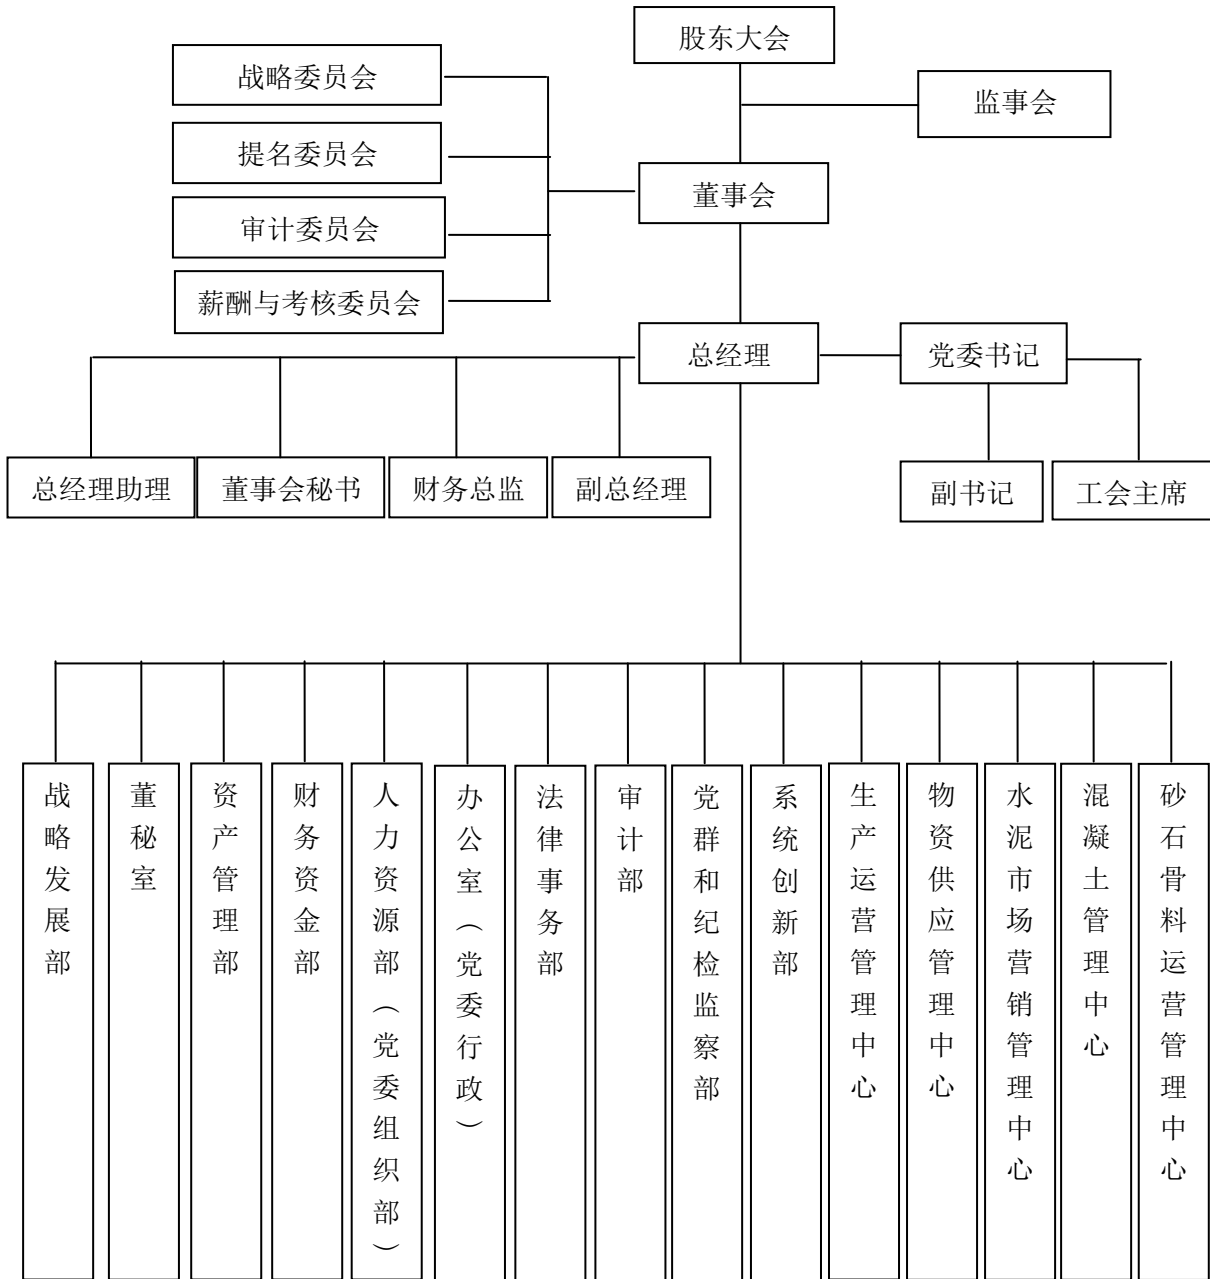 股东大会
战略委员会
监事会
提名委员会
董事会
审计委员会
薪酬与考核委员会
总经理
党委书记
总经理助理
董事会秘书
财务总监
副总经理
副书记
工会主席
战略发展部
董秘室
资产管理部
财务资金部
人力资源部（党委组织部）
办公室（党委行政）
法律事务部
审计部
党群和纪检监察部
系统创新部
生产运营管理中心
物资供应管理中心
水泥市场营销管理中心
混凝土管理中心
砂石骨料运营管理中心